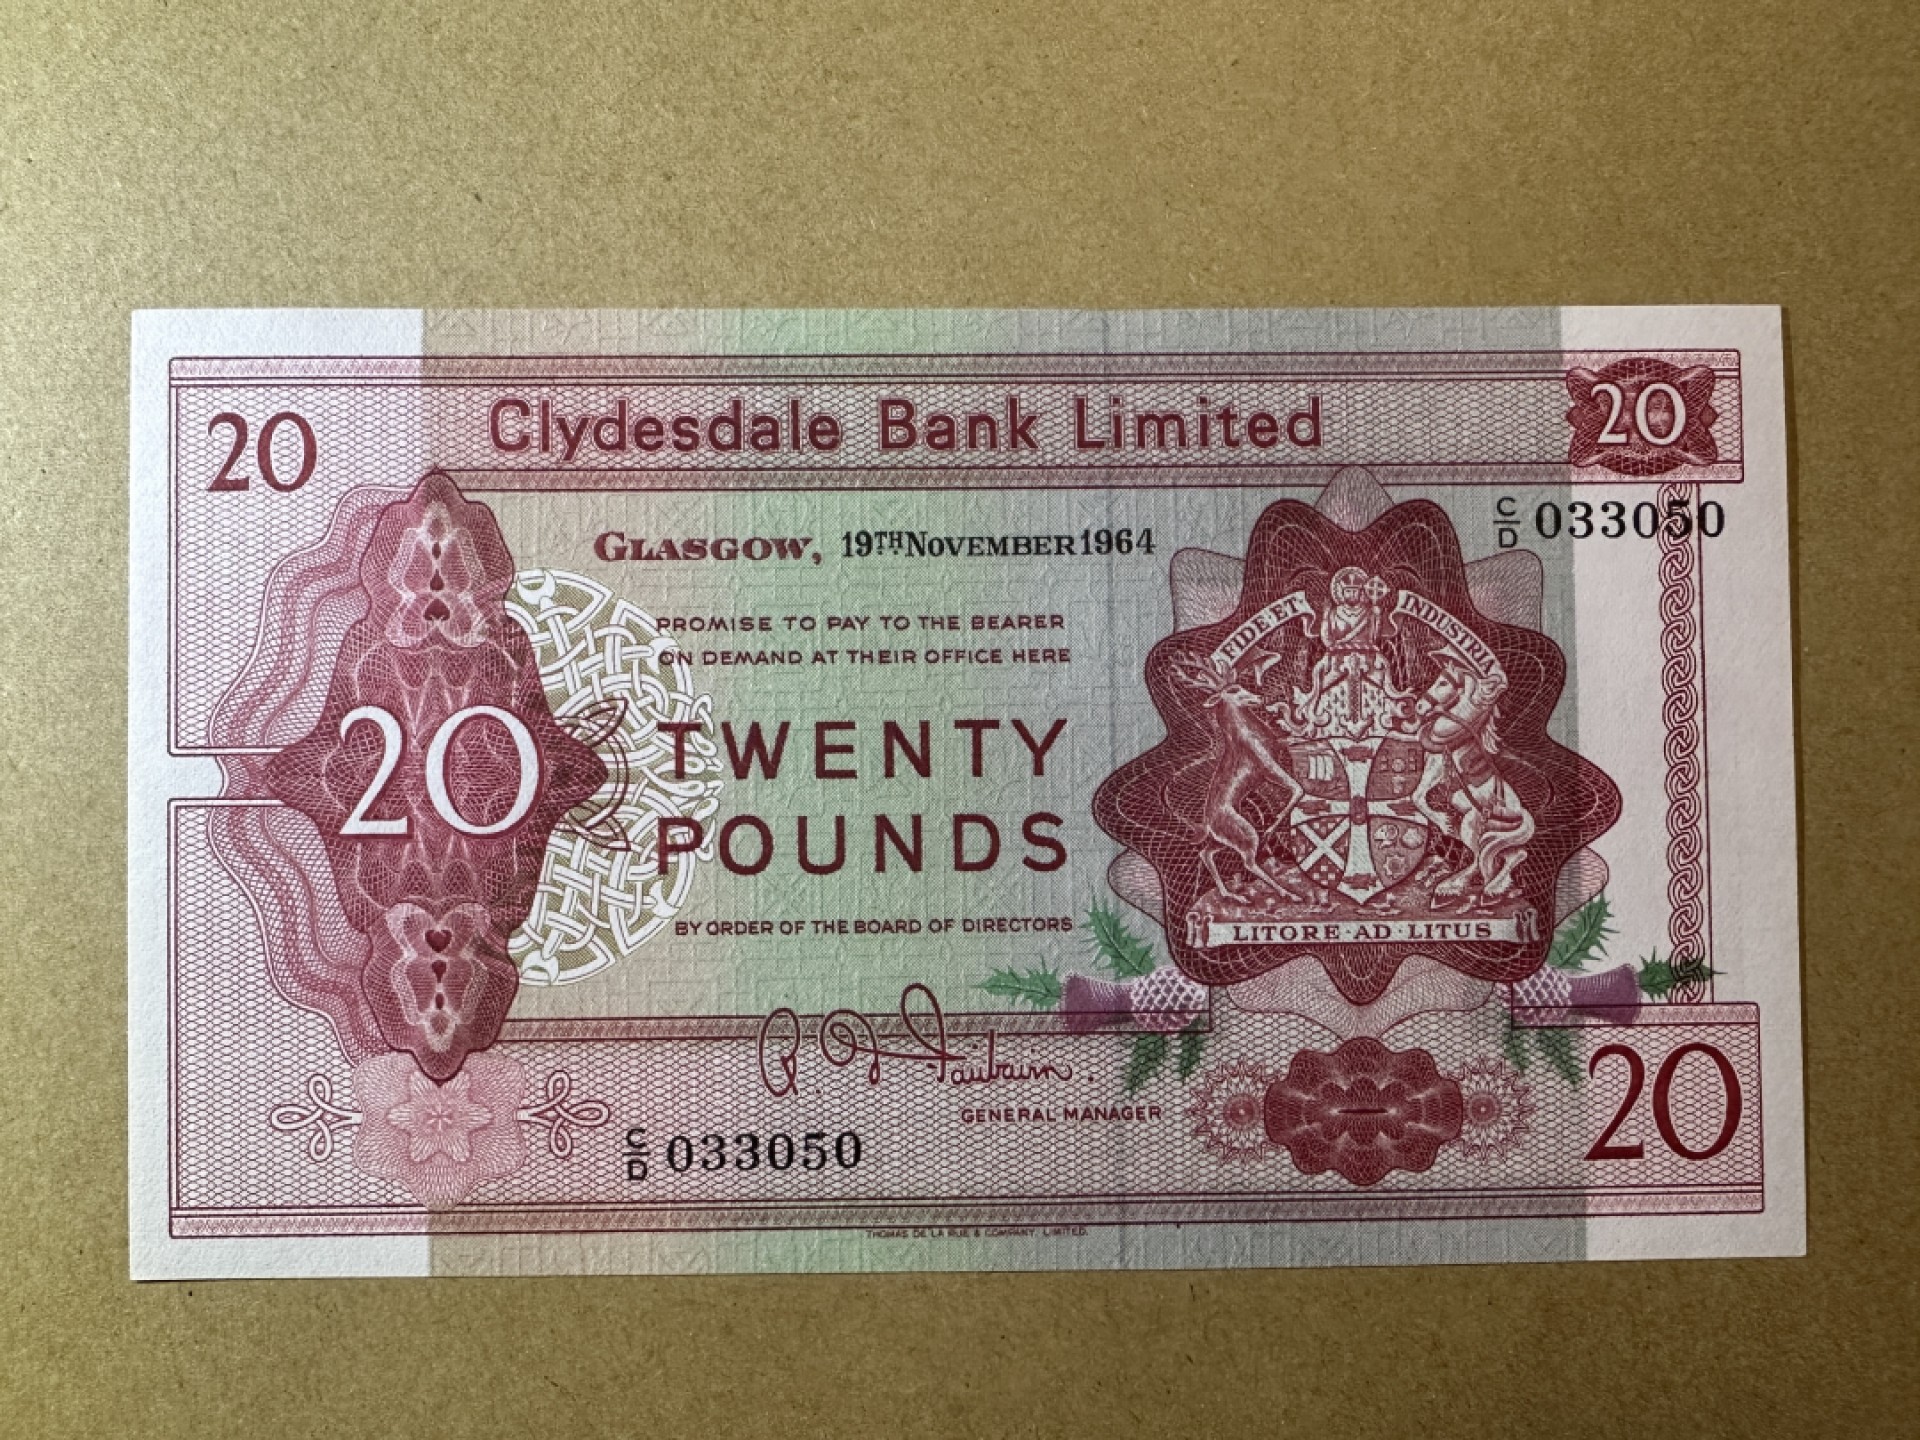 Clydesdale Bank Limited
20
20
C/D 033050
GLASGOW, 19TH NOVEMBER 1964
PROMISE TO PAY TO THE BEARER
ON DEMAND AT THEIR OFFICE HERE
FIDE·ET INDUSTRIA
20
TWENTY
POUNDS
BY ORDER OF THE BOARD OF DIRECTORS
LITORE·AD·LITUS
R. D. Fairbairn.
GENERAL MANAGER
20
C/D 033050
THOMAS DE LA RUE & COMPANY, LIMITED.